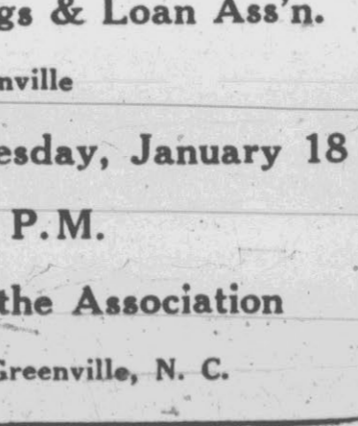 gs & Loan Ass'n.
nville
esday, January 18
P.M.
the Association
Greenville, N. C.